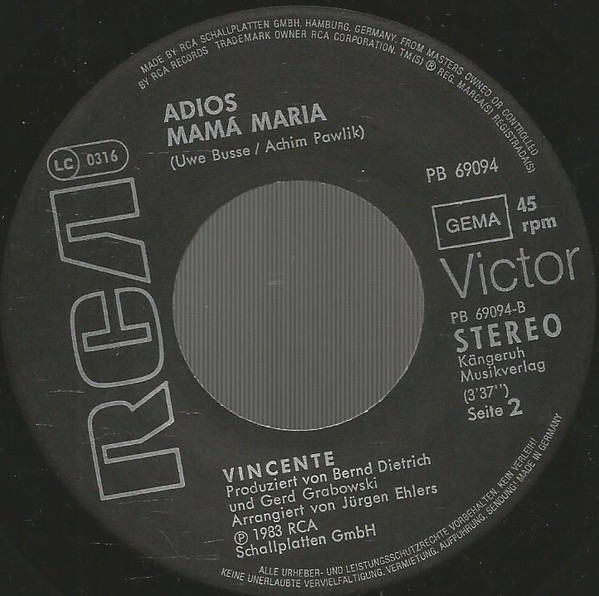 MADE BY RCA SCHALLPLATTEN GMBH. HAMBURG, GERMANY, FROM MASTERS OWNED OR CONTROLLED
BY RCA RECORDS TRADEMARK OWNER RCA CORPORATION. TM(S) ® REG. MARCA(S) REGISTRADA(S)
ADIOS
MAMÁ MARIA
(Uwe Busse / Achim Pawlik)
LC 0316
PB 69094
RCA
GEMA
45
rpm
Victor
PB 69094-B
STEREO
Kängeruh
Musikverlag
(3'37")
Seite 2
VINCENTE
Produziert von Bernd Dietrich
und Gerd Grabowski
Arrangiert von Jürgen Ehlers
℗ 1983 RCA
Schallplatten GmbH
ALLE URHEBER- UND LEISTUNGSSCHUTZRECHTE VORBEHALTEN. KEIN VERLEIH!
KEINE UNERLAUBTE VERVIELFÄLTIGUNG, VERMIETUNG, AUFFÜHRUNG, SENDUNG! MADE IN GERMANY